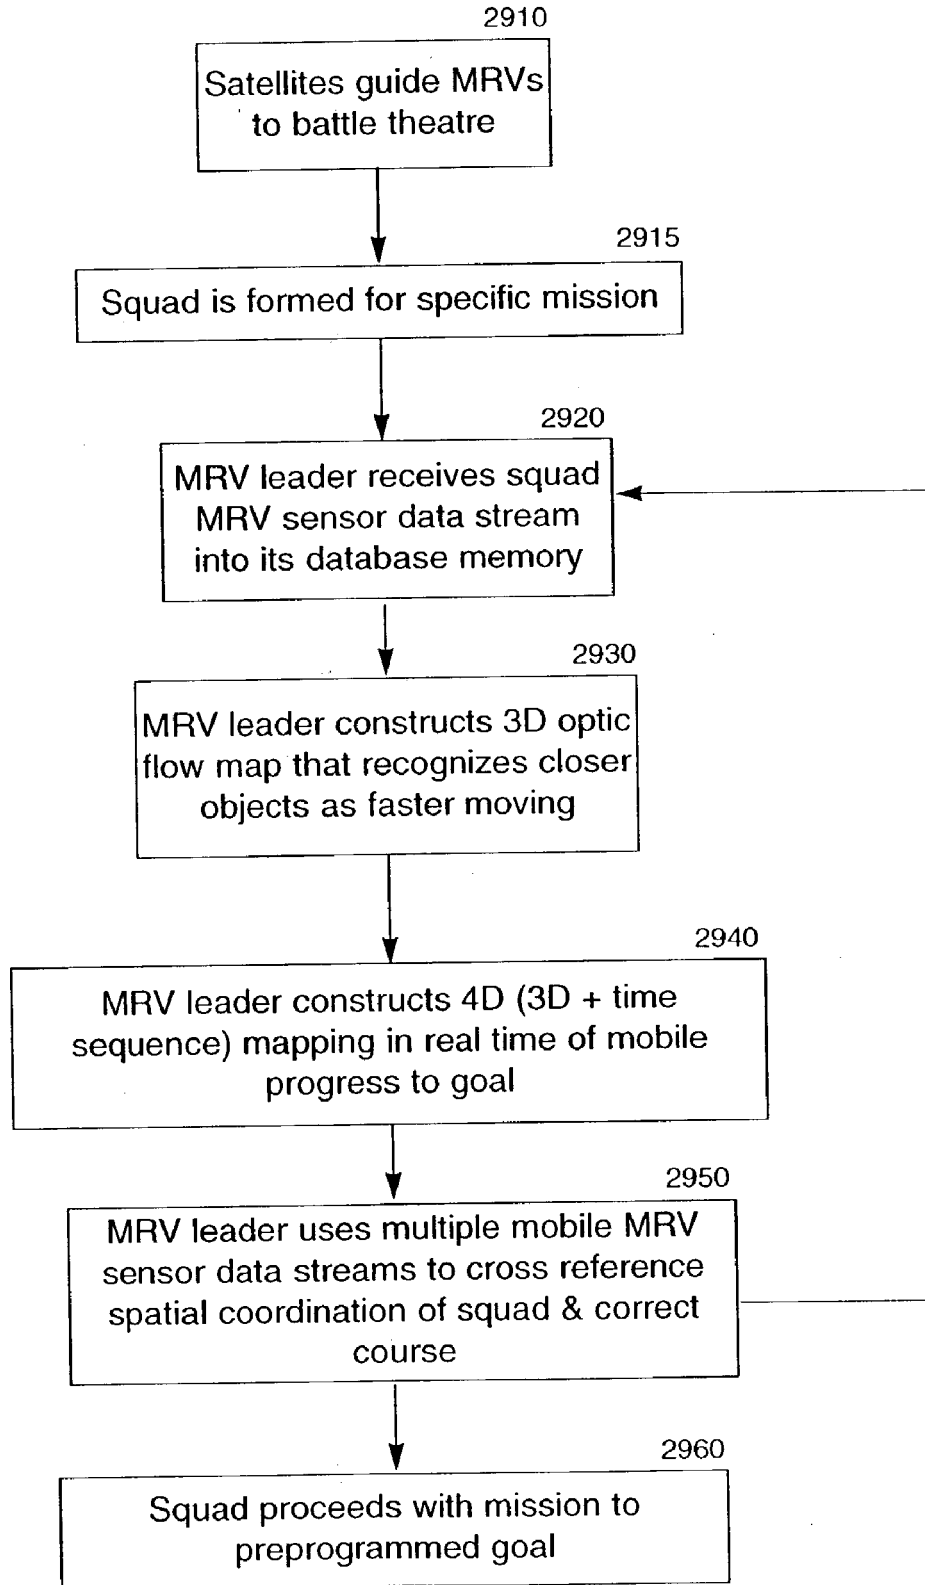 2910
Satellites guide MRVs
to battle theatre
2915
Squad is formed for specific mission
2920
MRV leader receives squad
MRV sensor data stream
into its database memory
2930
MRV leader constructs 3D optic
flow map that recognizes closer
objects as faster moving
2940
MRV leader constructs 4D (3D + time
sequence) mapping in real time of mobile
progress to goal
2950
MRV leader uses multiple mobile MRV
sensor data streams to cross reference
spatial coordination of squad & correct
course
2960
Squad proceeds with mission to
preprogrammed goal